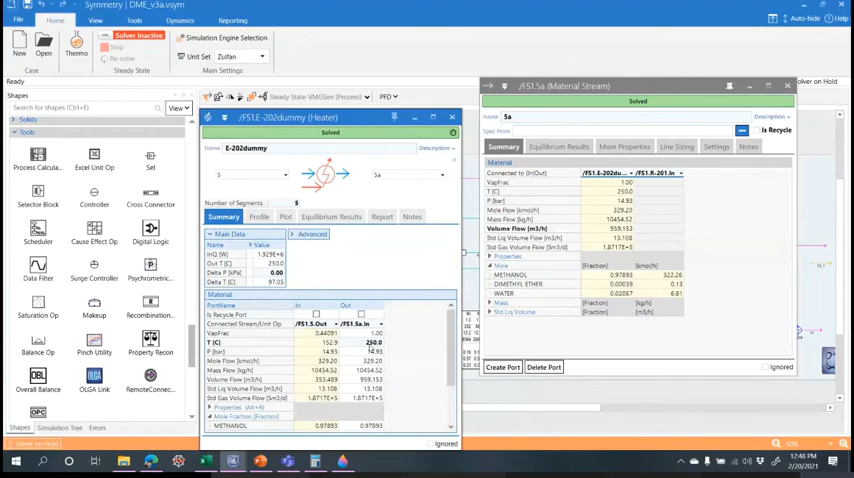 Symmetry / DME_v3a.vsym
File Home Tools Dynamics Reporting
Auto-hide Help
New Open Thermo
Solver Inactive
Stop
Re-solve
Simulation Engine Selection
Unit Set Zulfan
Case Steady State Main Settings
Ready
Solver on Hold
Shapes
Search for shapes (Ctrl+E) View
Solids
Tools
Process Calcula... Excel Unit Op Set
Selector Block Controller Cross Connector
Scheduler Cause Effect Op Digital Logic
Data Filter Surge Controller Psychrometric...
Saturation Op Makeup Recombination...
Balance Op Pinch Utility Property Recon
OBL OLGA
Overall Balance OLGA Link RemoteConnec...
OPC
Shapes Simulation Tree Errors
Solver on Hold
50%
Steady State-VMGSim (Process) PFD
/FS1.E-202dummy (Heater)
Solved
Name E-202dummy Description
5 5a
Number of Segments 5
Summary Profile Plot Equilibrium Results Report Notes
Main Data Advanced
Name Value
InQ [W] 1.929E+6
Out T [C] 250.0
Delta P [kPa] 0.00
Delta T [C] 97.05
Material
PortName In Out
Is Recycle Port
Connected Stream/Unit Op /FS1.5.Out /FS1.5a.In
VapFrac 0.44091 1.00
T [C] 152.9 250.0
P [bar] 14.93 14.93
Mole Flow [kmol/h] 329.20 329.20
Mass Flow [kg/h] 10454.52 10454.52
Volume Flow [m3/h] 353.489 959.153
Std Liq Volume Flow [m3/h] 13.108 13.108
Std Gas Volume Flow [Sm3/d] 1.8717E+5 1.8717E+5
Properties (Alt+R)
Mole Fraction [Fraction]
METHANOL 0.97893 0.97893
Ignored
/FS1.5a (Material Stream)
Solved
Name 5a Description
Spec From Is Recycle
Summary Equilibrium Results More Properties Line Sizing Settings Notes
Material
Connected to (In|Out) /FS1.E-202du... /FS1.R-201.In
VapFrac 1.00
T [C] 250.0
P [bar] 14.93
Mole Flow [kmol/h] 329.20
Mass Flow [kg/h] 10454.52
Volume Flow [m3/h] 959.153
Std Liq Volume Flow [m3/h] 13.108
Std Gas Volume Flow [Sm3/d] 1.8717E+5
Properties
Mole [Fraction] [kmol/h]
METHANOL 0.97893 322.26
DIMETHYL ETHER 0.00039 0.13
WATER 0.02067 6.81
Mass [Fraction] [kg/h]
Std Liq Volume [Fraction] [m3/h]
Create Port Delete Port
Ignored
12:48 PM
2/20/2021